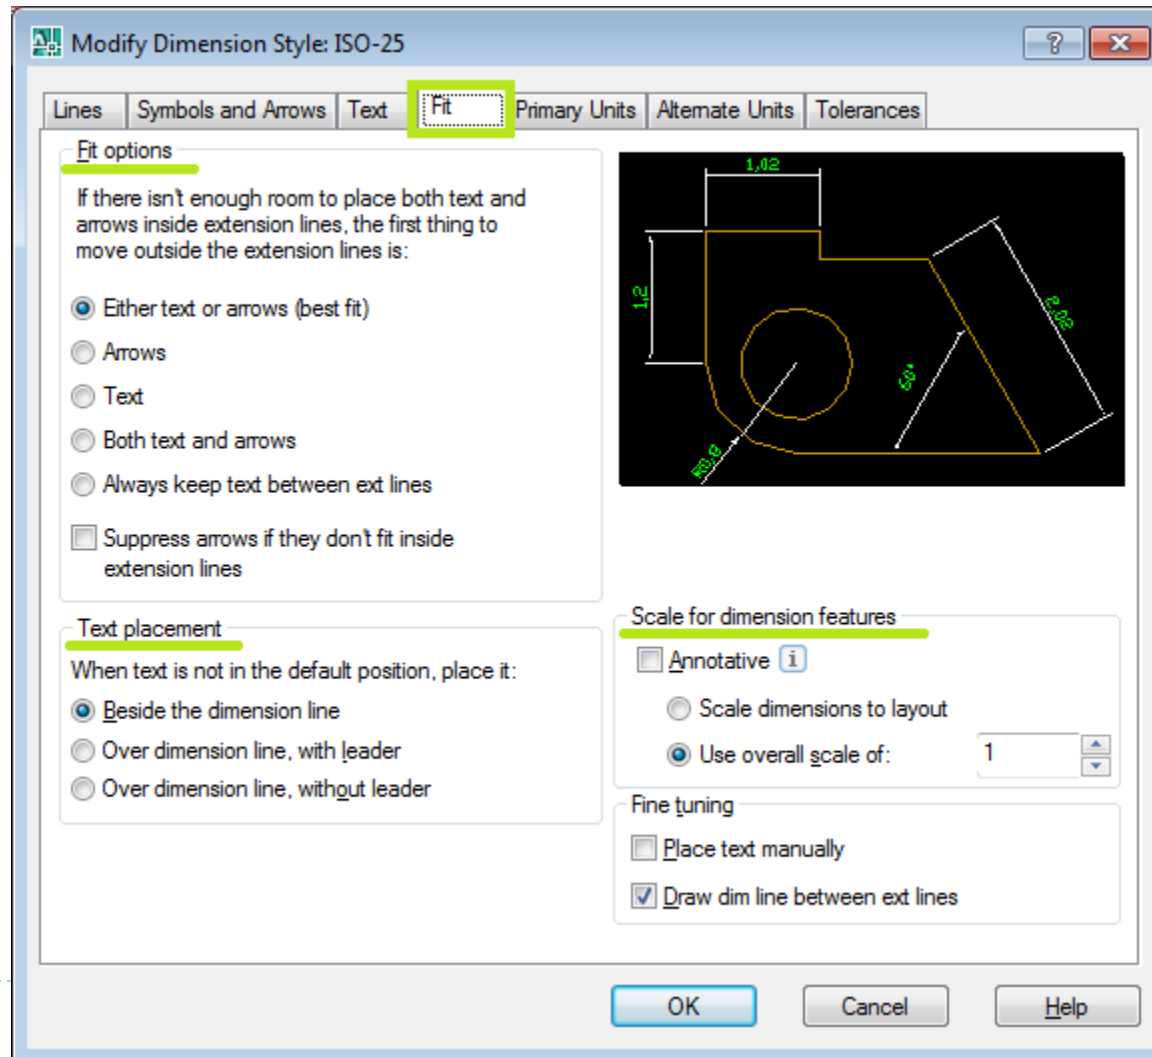 Modify Dimension Style: ISO-25
Lines
Symbols and Arrows
Text
Fit
Primary Units
Alternate Units
Tolerances
Fit options
If there isn't enough room to place both text and
arrows inside extension lines, the first thing to
move outside the extension lines is:
Either text or arrows (best fit)
Arrows
Text
Both text and arrows
Always keep text between ext lines
Suppress arrows if they don't fit inside
extension lines
1,02
1,2
2,02
60°
R0,8
Text placement
When text is not in the default position, place it:
Beside the dimension line
Over dimension line, with leader
Over dimension line, without leader
Scale for dimension features
Annotative
Scale dimensions to layout
Use overall scale of:
1
Fine tuning
Place text manually
Draw dim line between ext lines
OK
Cancel
Help